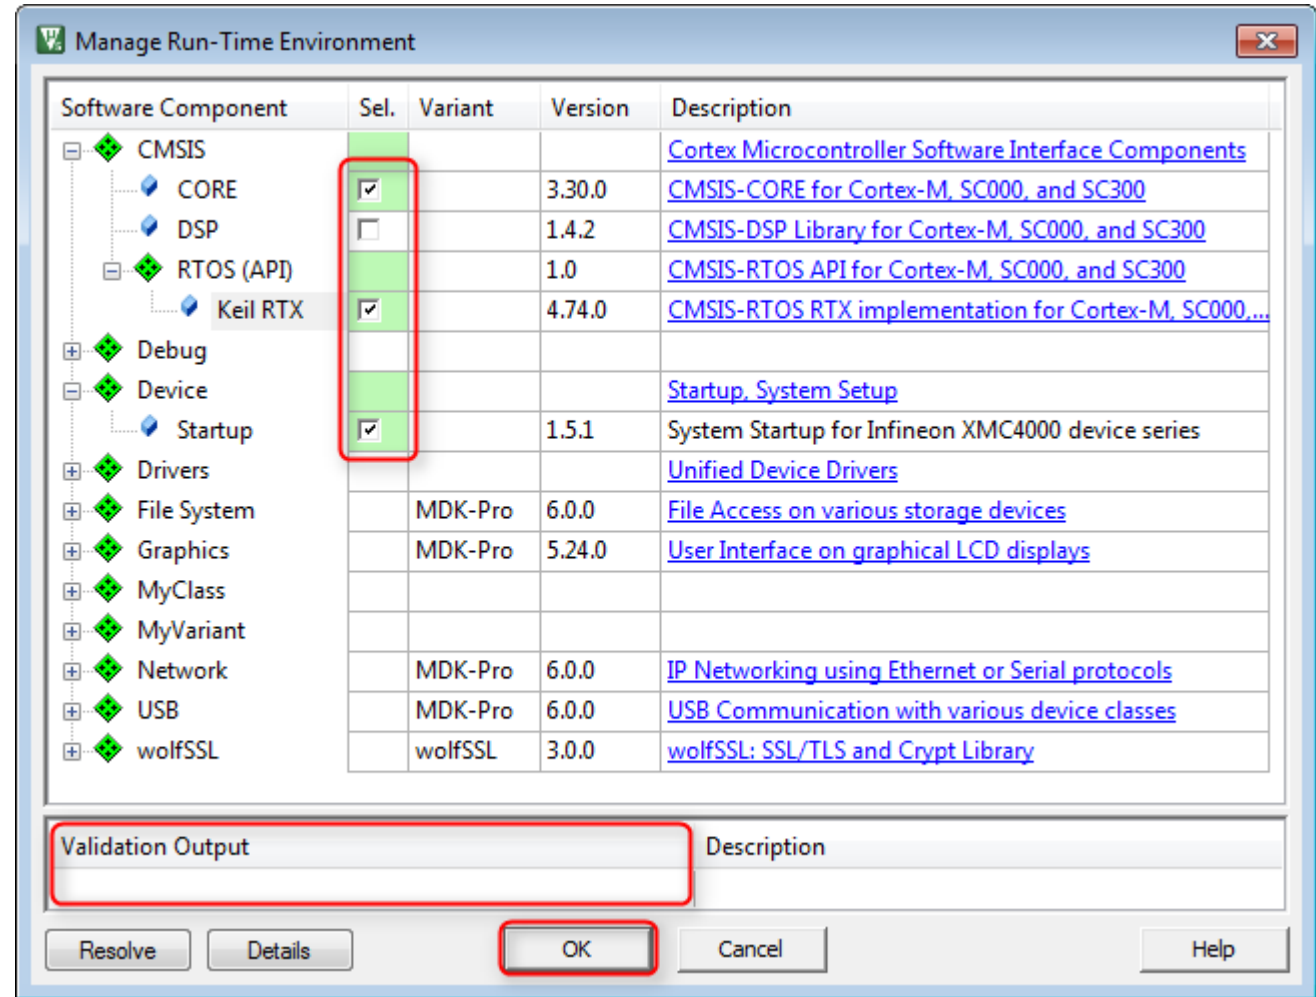 Manage Run-Time Environment
Software Component Sel. Variant Version Description
CMSIS Cortex Microcontroller Software Interface Components
CORE 3.30.0 CMSIS-CORE for Cortex-M, SC000, and SC300
DSP 1.4.2 CMSIS-DSP Library for Cortex-M, SC000, and SC300
RTOS (API) 1.0 CMSIS-RTOS API for Cortex-M, SC000, and SC300
Keil RTX 4.74.0 CMSIS-RTOS RTX implementation for Cortex-M, SC000,...
Debug
Device Startup, System Setup
Startup 1.5.1 System Startup for Infineon XMC4000 device series
Drivers Unified Device Drivers
File System MDK-Pro 6.0.0 File Access on various storage devices
Graphics MDK-Pro 5.24.0 User Interface on graphical LCD displays
MyClass
MyVariant
Network MDK-Pro 6.0.0 IP Networking using Ethernet or Serial protocols
USB MDK-Pro 6.0.0 USB Communication with various device classes
wolfSSL wolfSSL 3.0.0 wolfSSL: SSL/TLS and Crypt Library
Validation Output Description
Resolve Details OK Cancel Help